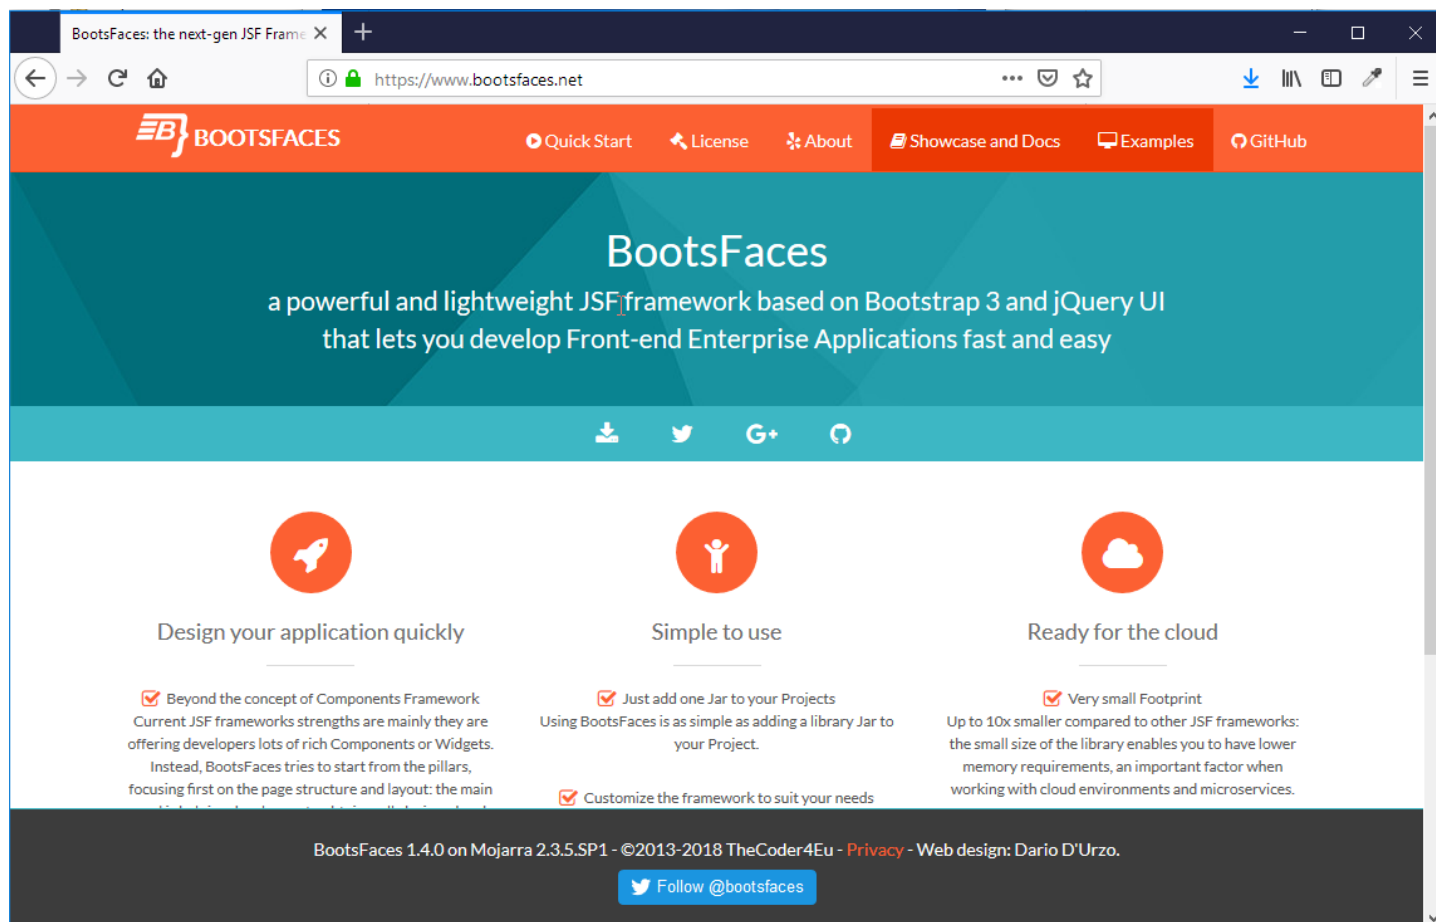 BootsFaces: the next-gen JSF Frame
https://www.bootsfaces.net
BOOTSFACES
Quick Start
License
About
Showcase and Docs
Examples
GitHub
BootsFaces
a powerful and lightweight JSF framework based on Bootstrap 3 and jQuery UI
that lets you develop Front-end Enterprise Applications fast and easy
G+
Design your application quickly
Beyond the concept of Components Framework
Current JSF frameworks strengths are mainly they are
offering developers lots of rich Components or Widgets.
Instead, BootsFaces tries to start from the pillars,
focusing first on the page structure and layout: the main
Simple to use
Just add one Jar to your Projects
Using BootsFaces is as simple as adding a library Jar to
your Project.
Customize the framework to suit your needs
Ready for the cloud
Very small Footprint
Up to 10x smaller compared to other JSF frameworks:
the small size of the library enables you to have lower
memory requirements, an important factor when
working with cloud environments and microservices.
BootsFaces 1.4.0 on Mojarra 2.3.5.SP1 - ©2013-2018 TheCoder4Eu - Privacy - Web design: Dario D'Urzo.
Follow @bootsfaces